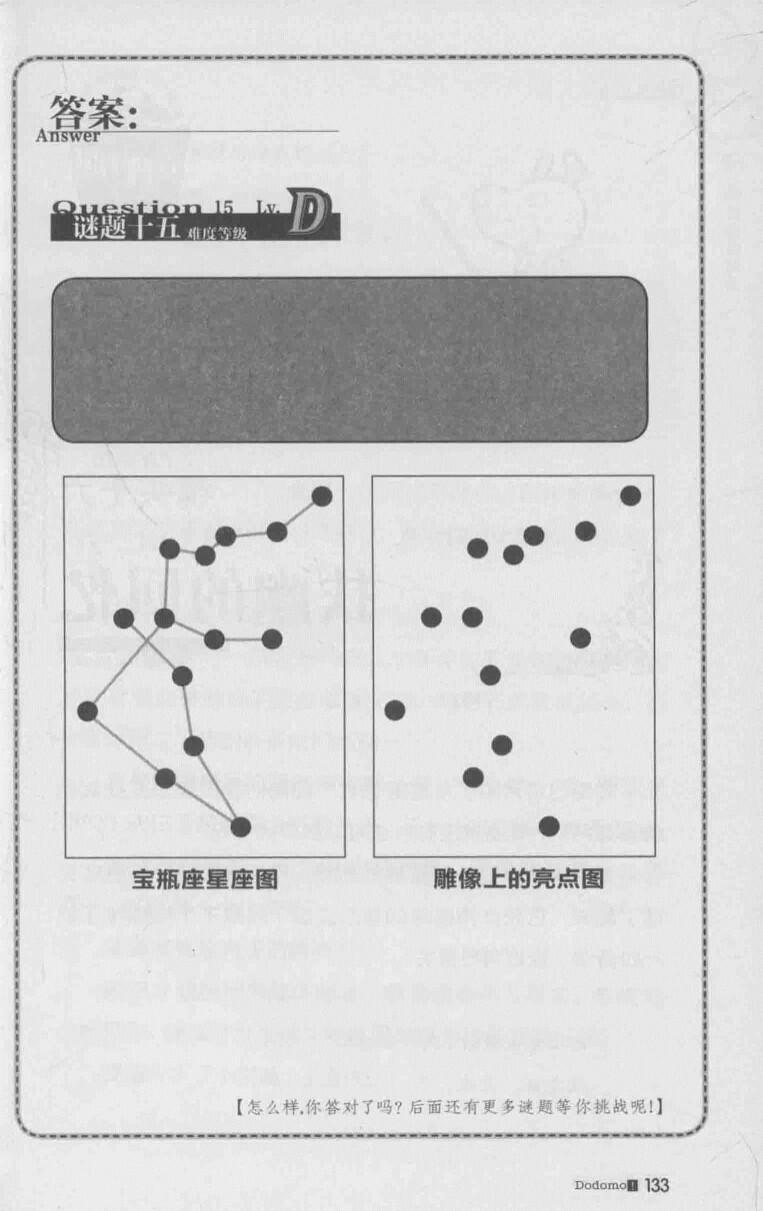 答案:
Answer
Question 15 Lv. D
谜题十五 难度等级
宝瓶座星座图
雕像上的亮点图
【怎么样,你答对了吗? 后面还有更多谜题等你挑战呢!】
Dodomo! 133